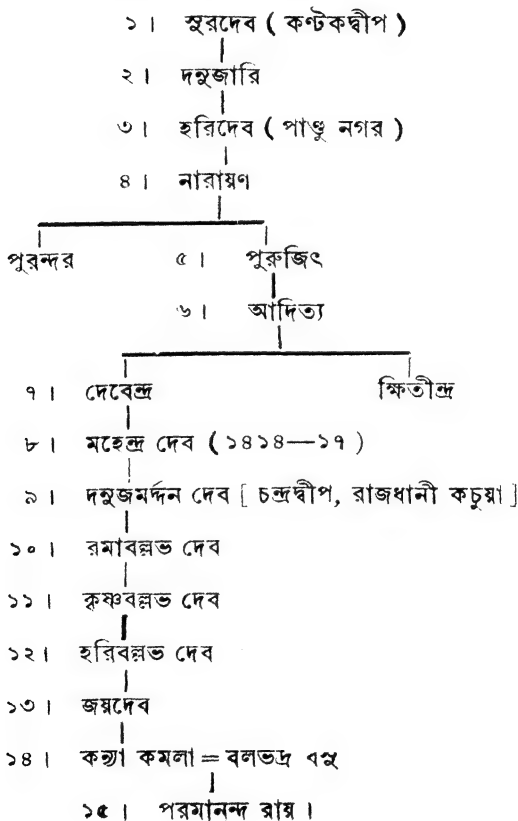 ১। সুরদেব ( কণ্টকদ্বীপ )
২। দনুজারি
৩। হরিদেব ( পাণ্ডু নগর )
৪। নারায়ণ
পুরন্দর ৫। পুরুজিৎ
৬। আদিত্য
৭। দেবেন্দ্র ক্ষিতীন্দ্র
৮। মহেন্দ্র দেব ( ১৪১৪—১৭ )
৯। দনুজমর্দ্দন দেব [ চন্দ্রদ্বীপ, রাজধানী কচুয়া ]
১০। রমাবল্লভ দেব
১১। কৃষ্ণবল্লভ দেব
১২। হরিবল্লভ দেব
১৩। জয়দেব
১৪। কন্যা কমলা = বলভদ্র বসু
১৫। পরমানন্দ রায়।